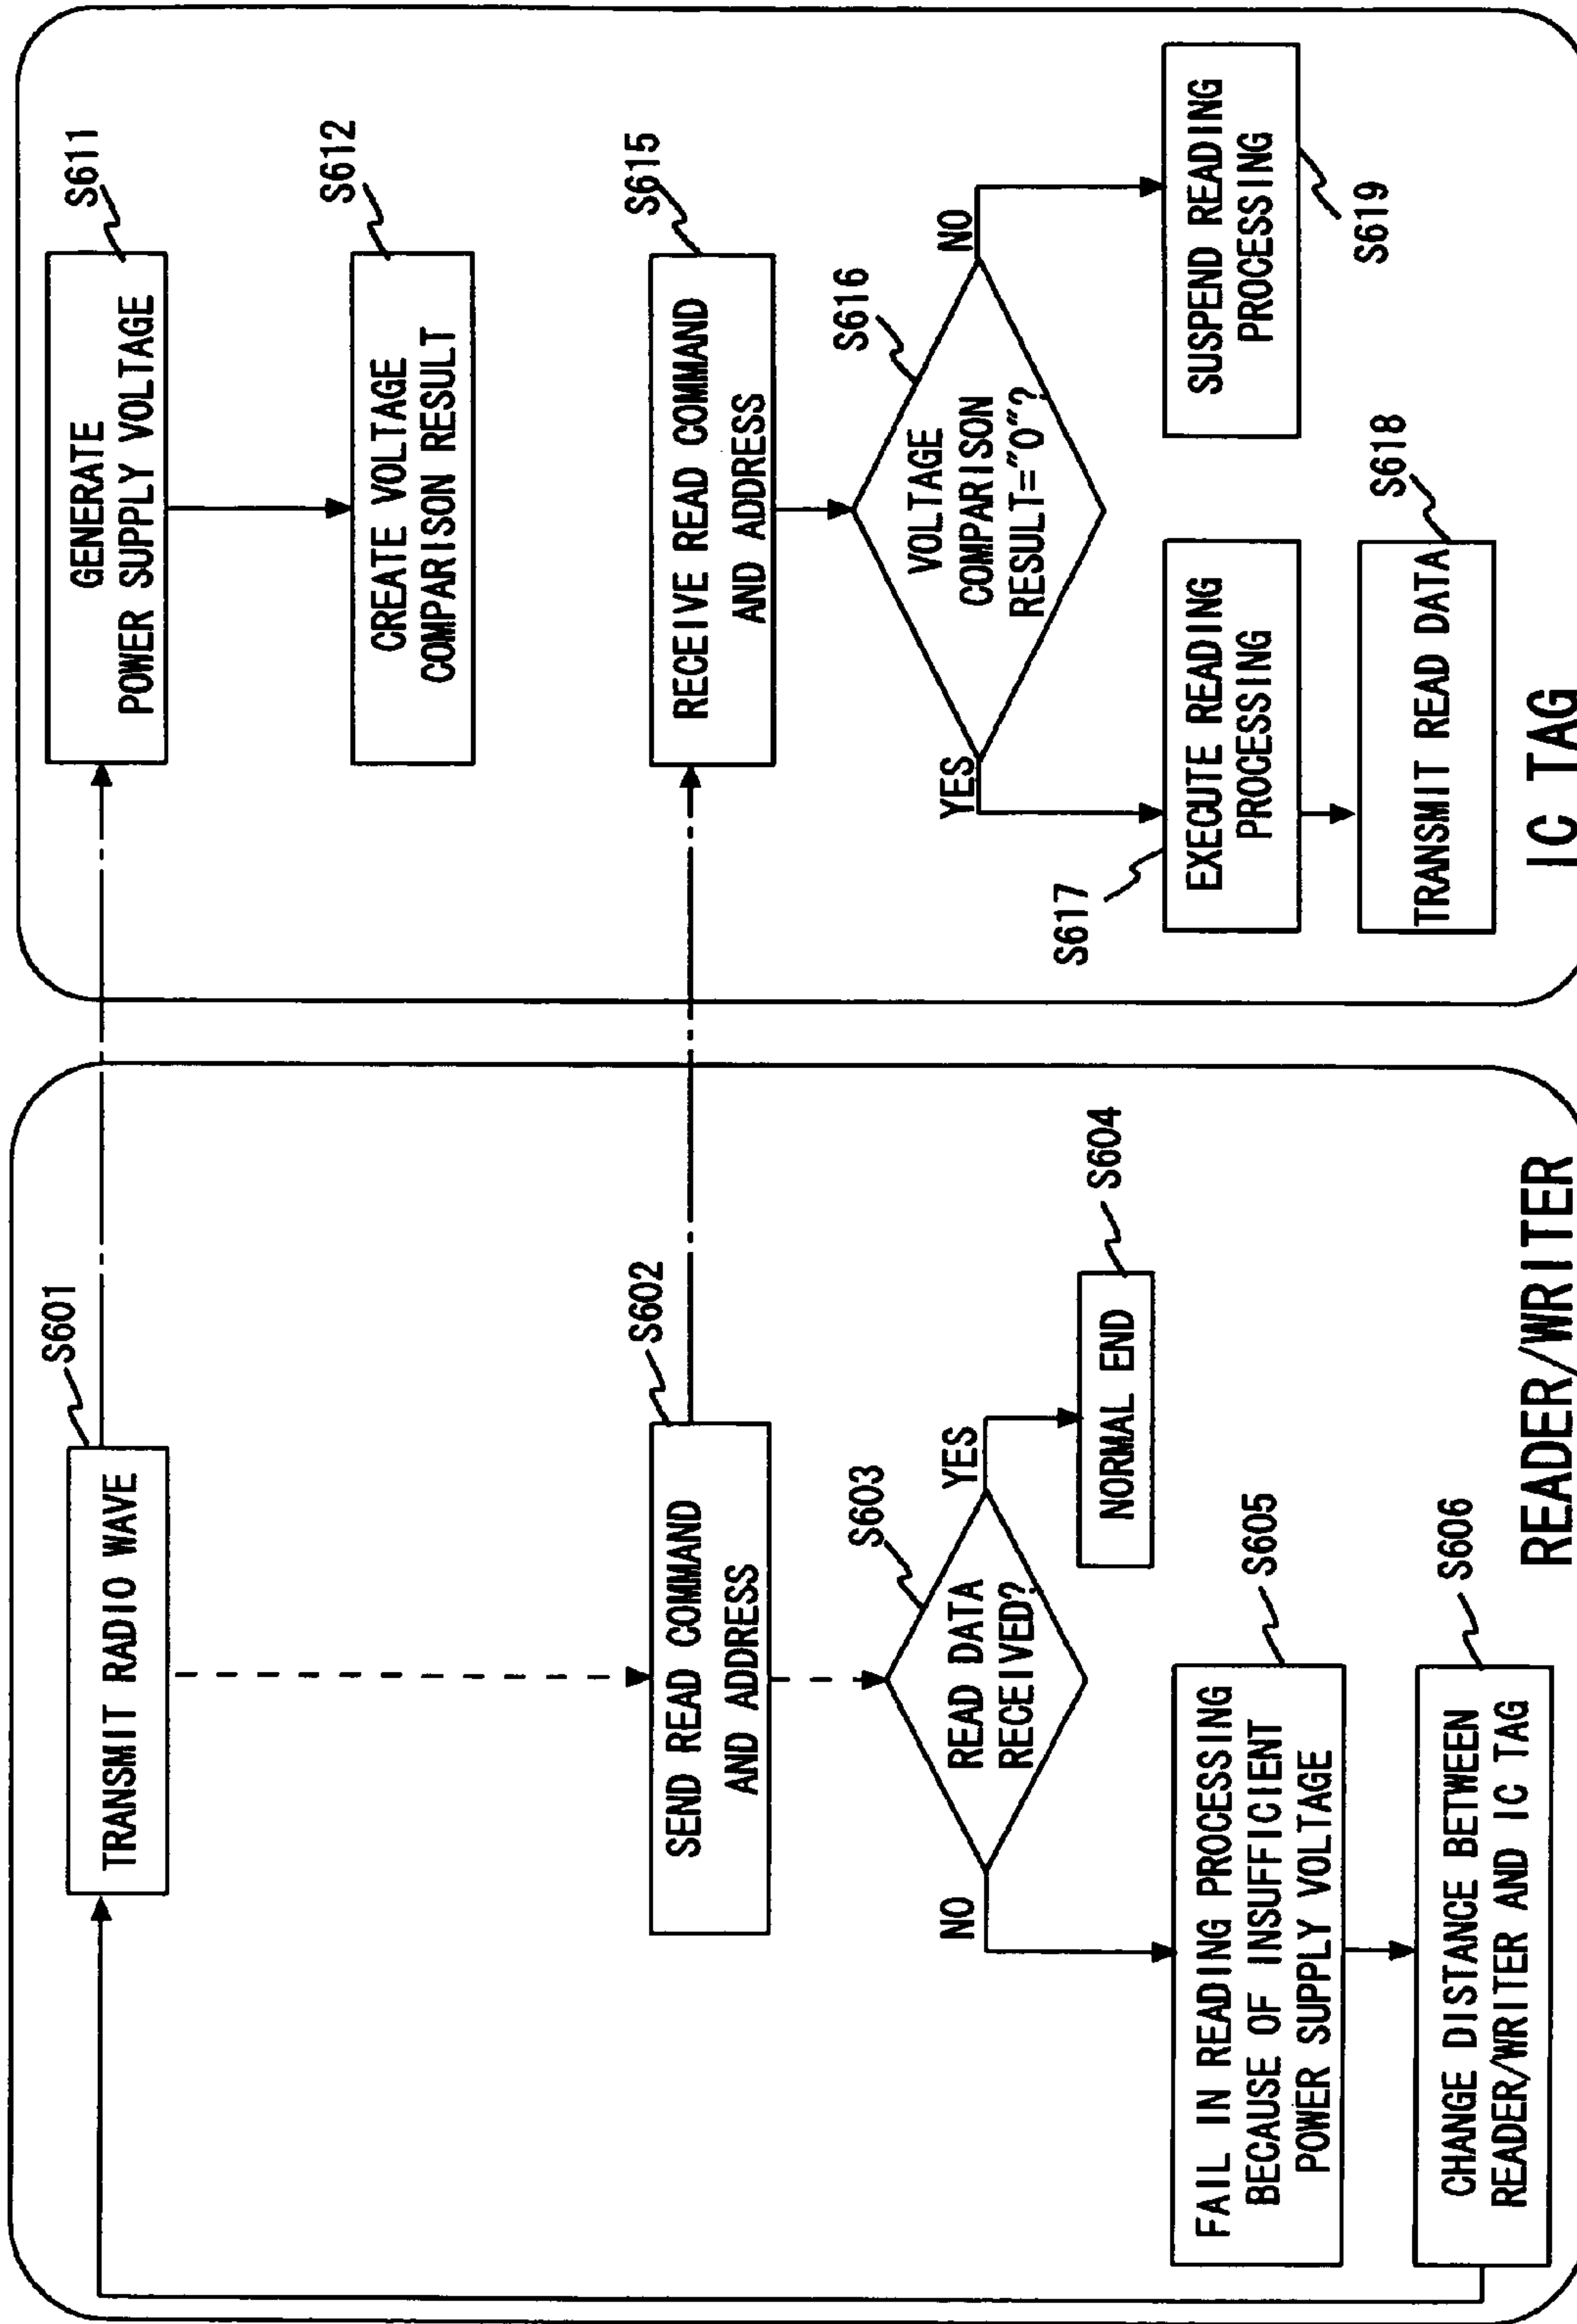 S601
TRANSMIT RADIO WAVE
S602
SEND READ COMMAND
AND ADDRESS
S603
READ DATA
RECEIVED?
YES
NO
S604
NORMAL END
S605
FAIL IN READING PROCESSING
BECAUSE OF INSUFFICIENT
POWER SUPPLY VOLTAGE
S606
CHANGE DISTANCE BETWEEN
READER/WRITER AND IC TAG
READER/WRITER
S611
GENERATE
POWER SUPPLY VOLTAGE
S612
CREATE VOLTAGE
COMPARISON RESULT
S615
RECEIVE READ COMMAND
AND ADDRESS
S616
VOLTAGE
COMPARISON
RESULT="0"?
YES
NO
S617
EXECUTE READING
PROCESSING
SUSPEND READING
PROCESSING
S619
S618
TRANSMIT READ DATA
IC TAG